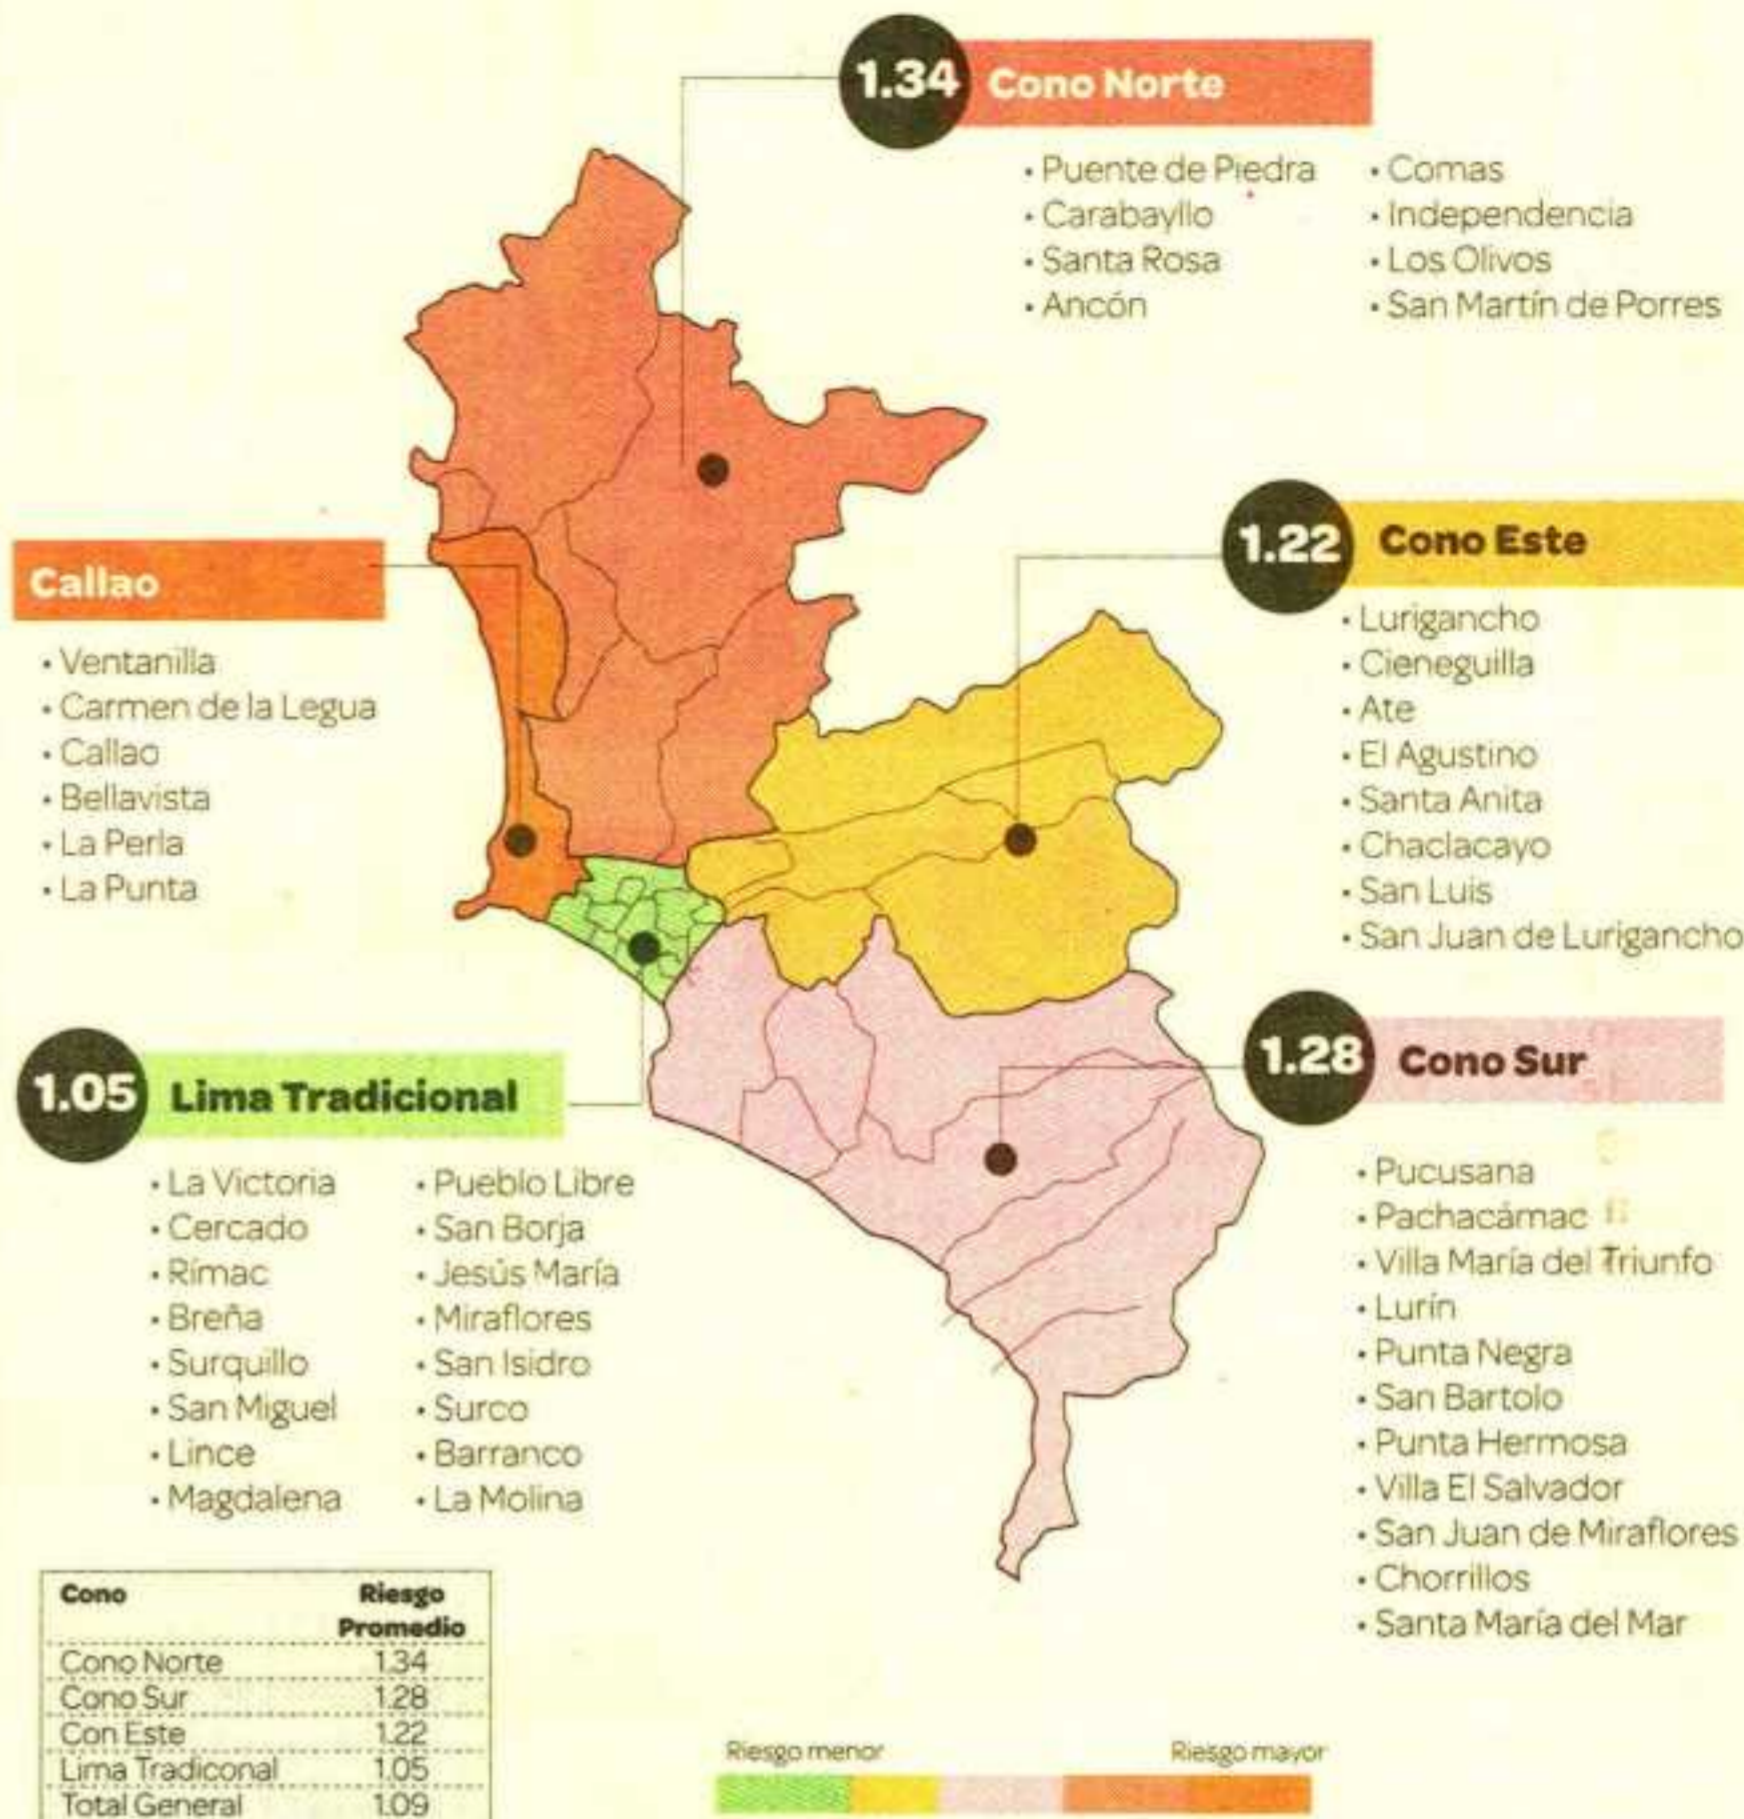 1.34 Cono Norte
• Puente de Piedra
• Carabayllo
• Santa Rosa
• Ancón
• Comas
• Independencia
• Los Olivos
• San Martín de Porres
Callao
• Ventanilla
• Carmen de la Legua
• Callao
• Bellavista
• La Perla
• La Punta
1.22 Cono Este
• Lurigancho
• Cieneguilla
• Ate
• El Agustino
• Santa Anita
• Chaclacayo
• San Luis
• San Juan de Lurigancho
1.05 Lima Tradicional
• La Victoria
• Cercado
• Rímac
• Breña
• Surquillo
• San Miguel
• Lince
• Magdalena
• Pueblo Libre
• San Borja
• Jesús María
• Miraflores
• San Isidro
• Surco
• Barranco
• La Molina
1.28 Cono Sur
• Pucusana
• Pachacámac
• Villa María del Triunfo
• Lurín
• Punta Negra
• San Bartolo
• Punta Hermosa
• Villa El Salvador
• San Juan de Miraflores
• Chorrillos
• Santa María del Mar
Cono Riesgo
Promedio
Cono Norte 1.34
Cono Sur 1.28
Con Este 1.22
Lima Tradiconal 1.05
Total General 1.09
Riesgo menor Riesgo mayor